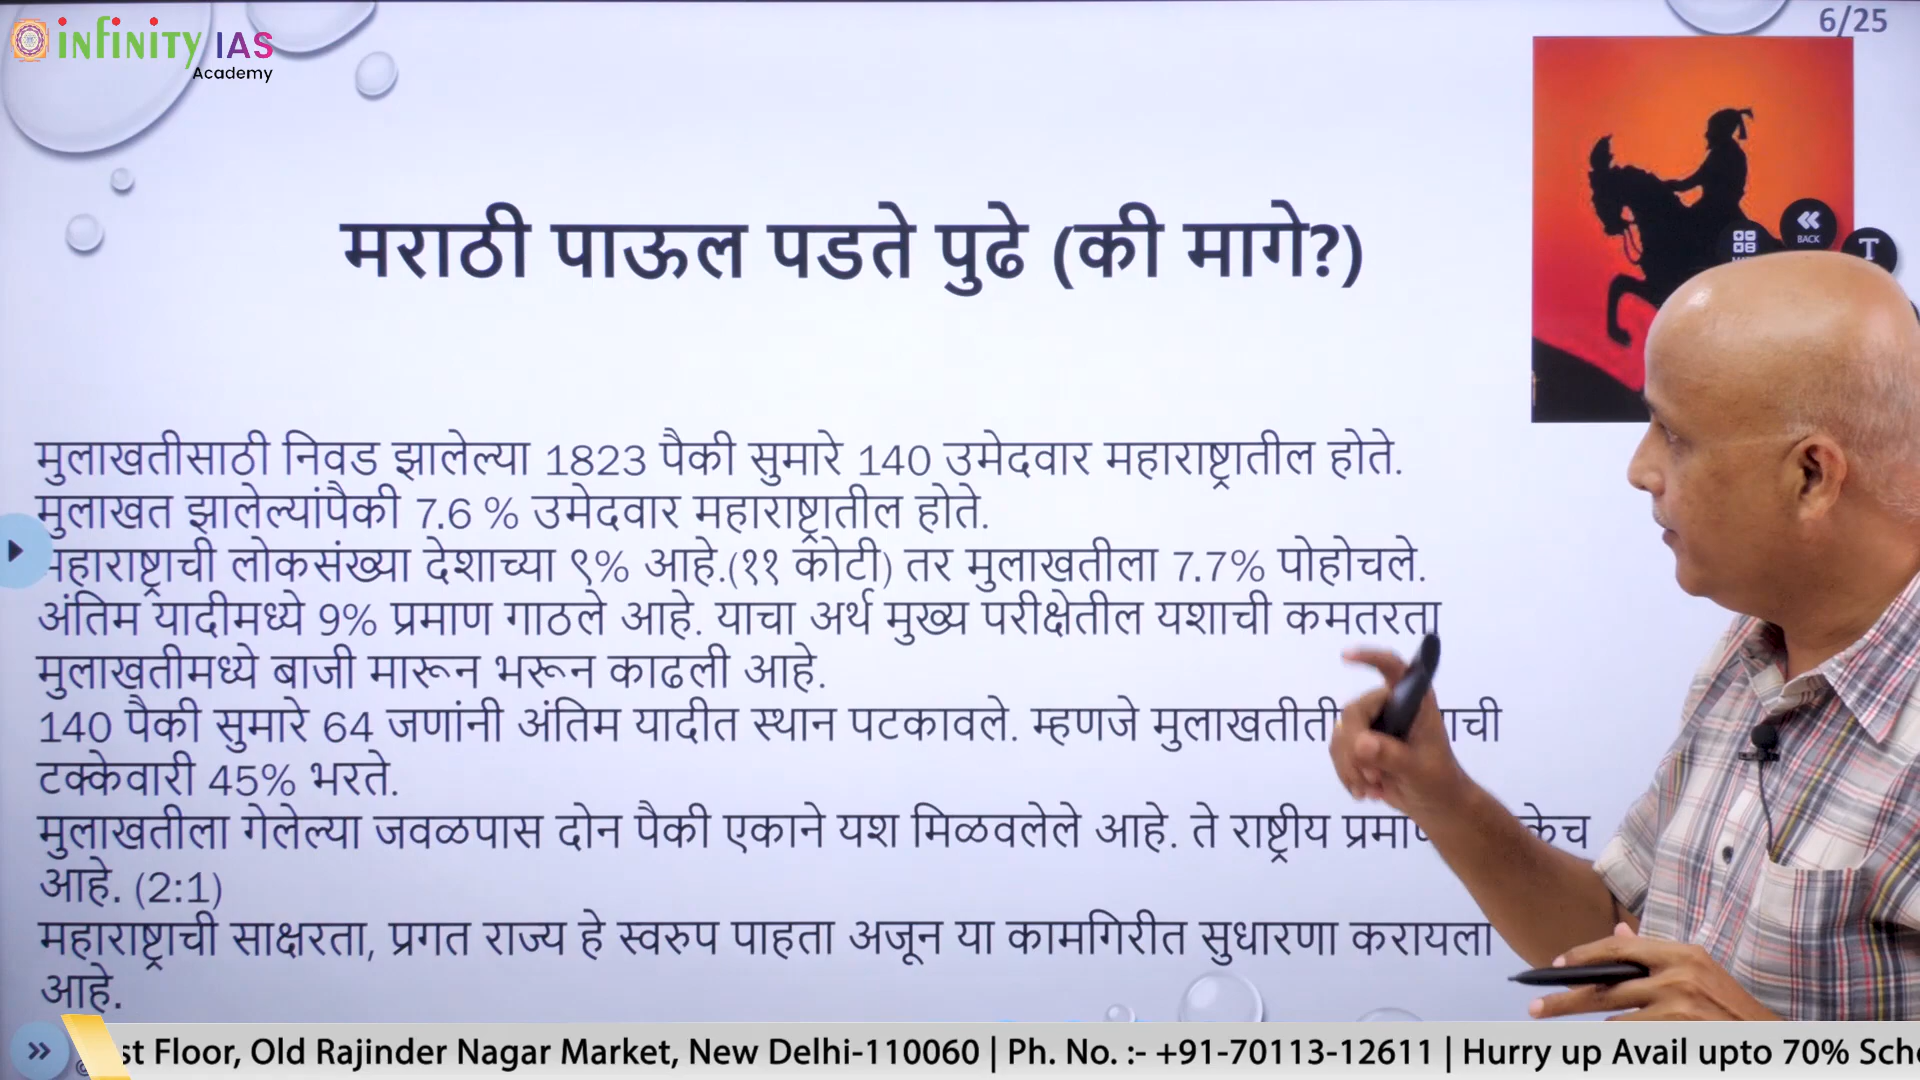 infinity IAS
Academy
6/25
BACK
T
मराठी पाऊल पडते पुढे (की मागे?)
मुलाखतीसाठी निवड झालेल्या 1823 पैकी सुमारे 140 उमेदवार महाराष्ट्रातील होते.
मुलाखत झालेल्यांपैकी 7.6 % उमेदवार महाराष्ट्रातील होते.
महाराष्ट्राची लोकसंख्या देशाच्या ९% आहे.(११ कोटी) तर मुलाखतीला 7.7% पोहोचले.
अंतिम यादीमध्ये 9% प्रमाण गाठले आहे. याचा अर्थ मुख्य परीक्षेतील यशाची कमतरता
मुलाखतीमध्ये बाजी मारून भरून काढली आहे.
140 पैकी सुमारे 64 जणांनी अंतिम यादीत स्थान पटकावले. म्हणजे
टक्केवारी 45% भरते.
मुलाखतीला गेलेल्या जवळपास दोन पैकी एकाने यश मिळवलेले आहे. ते राष्ट्रीय
आहे. (2:1)
महाराष्ट्राची साक्षरता, प्रगत राज्य हे स्वरुप पाहता अजून या कामगिरीत सुधारणा करायला
आहे.
st Floor, Old Rajinder Nagar Market, New Delhi-110060 | Ph. No. :- +91-70113-12611 | Hurry up Avail upto 70%